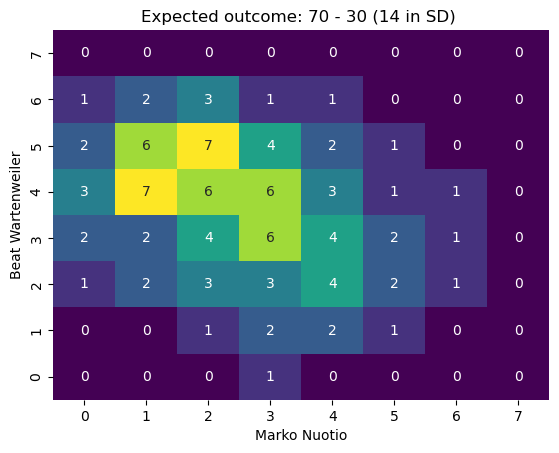 Expected outcome: 70 - 30 (14 in SD)
7 0 0 0 0 0 0 0 0
6 1 2 3 1 1 0 0 0
5 2 6 7 4 2 1 0 0
4 3 7 6 6 3 1 1 0
3 2 2 4 6 4 2 1 0
2 1 2 3 3 4 2 1 0
1 0 0 1 2 2 1 0 0
0 0 0 0 1 0 0 0 0
Beat Wartenweiler
0 1 2 3 4 5 6 7
Marko Nuotio